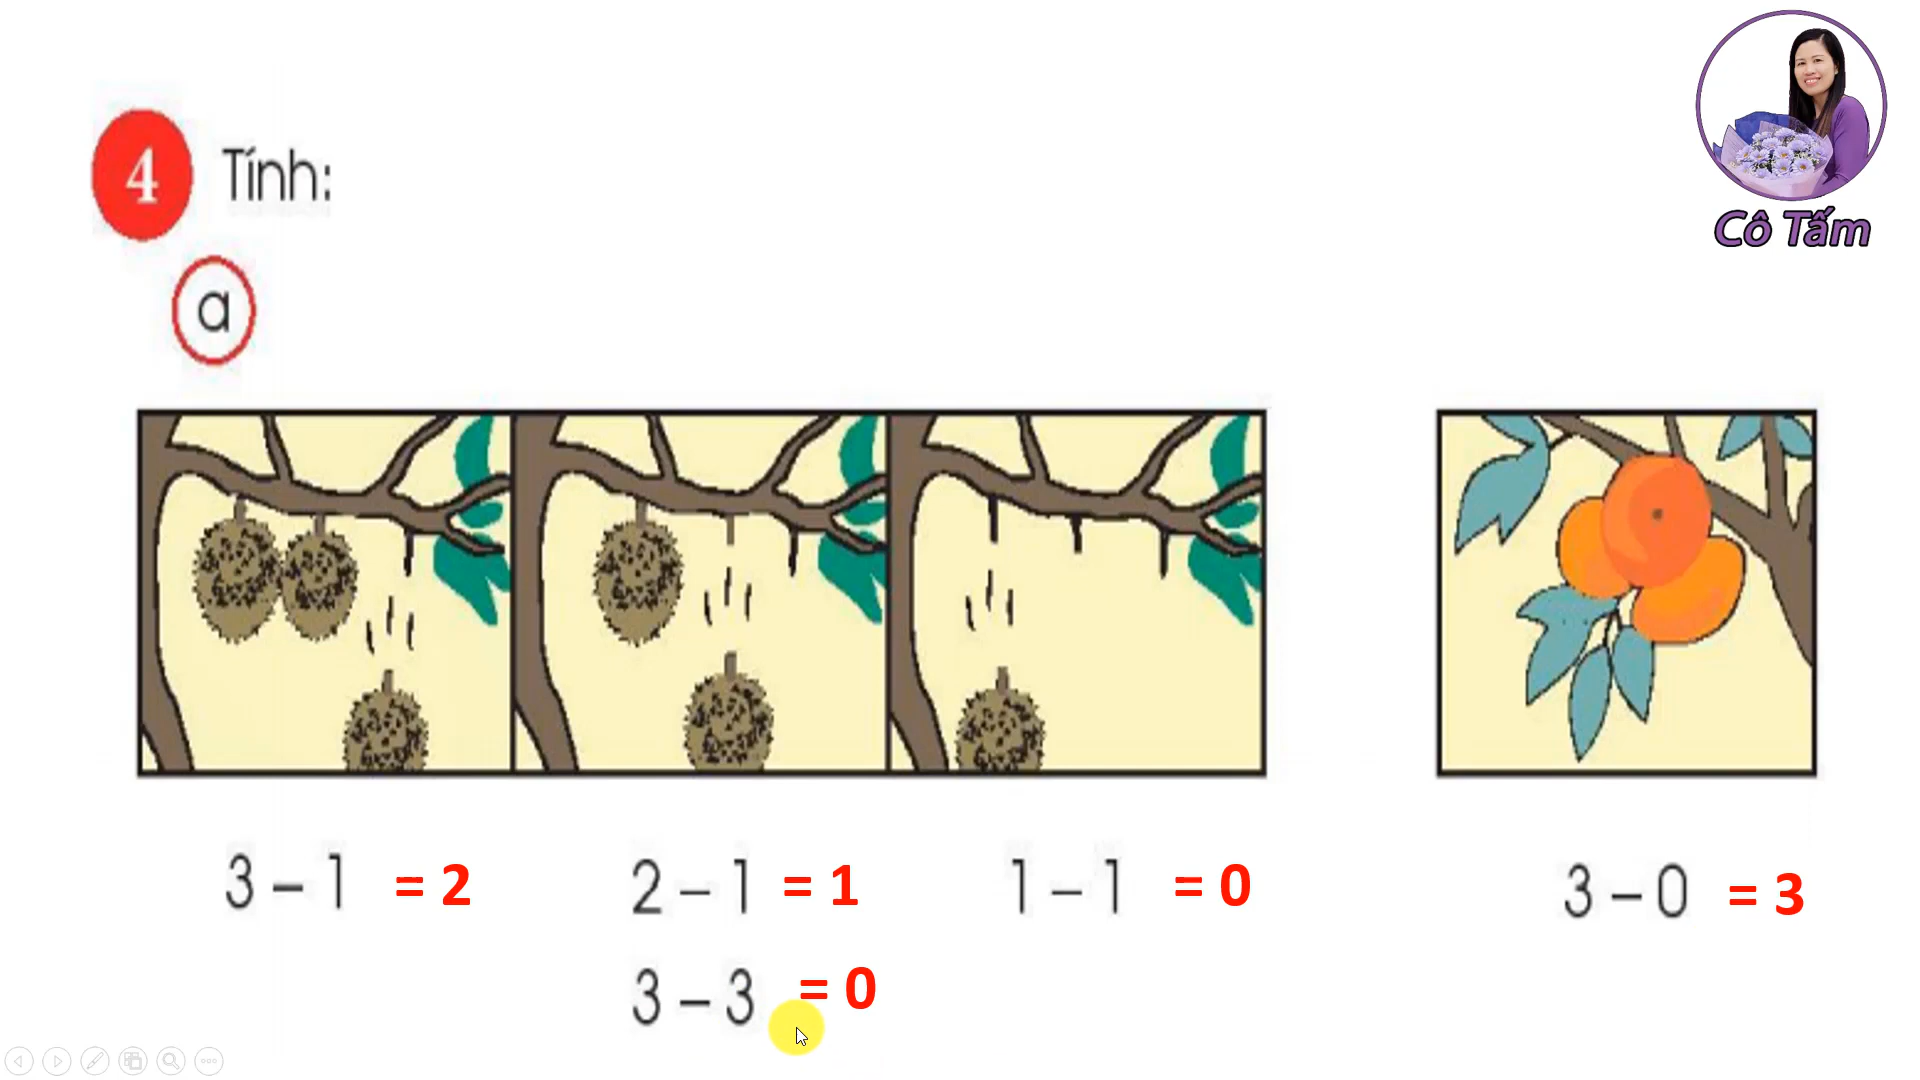 4 Tính:
Cô Tấm
a
3 – 1 = 2
2 – 1 = 1
1 – 1 = 0
3 – 0 = 3
3 – 3 = 0